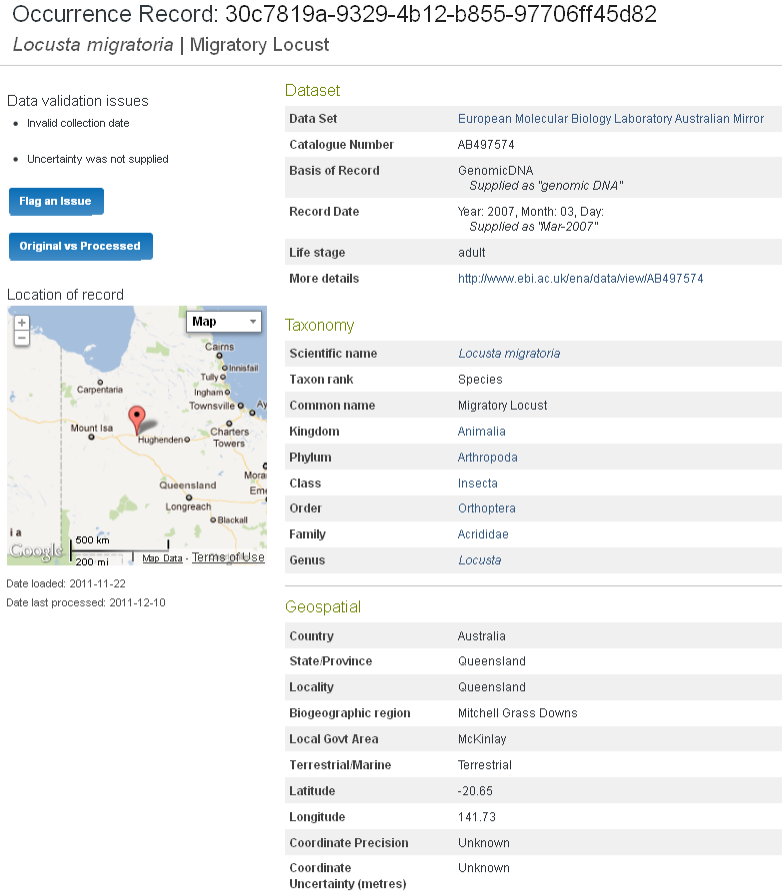 Occurrence Record: 30c7819a-9329-4b12-b855-97706ff45d82
Locusta migratoria | Migratory Locust
Data validation issues
Invalid collection date
Uncertainty was not supplied
Flag an Issue
Original vs Processed
Location of record
+
−
Map
Cairns
Innisfail
Tully
Carpentaria
Ingham
Townsville
Ay
Mount Isa
Hughenden
Charters
Towers
Mora
Queensland
Em
Longreach
Blackall
i a
500 km
Google
200 mi
Map Data - Terms of Use
Date loaded: 2011-11-22
Date last processed: 2011-12-10
Dataset
Data Set European Molecular Biology Laboratory Australian Mirror
Catalogue Number AB497574
Basis of Record GenomicDNA
Supplied as "genomic DNA"
Record Date Year: 2007, Month: 03, Day:
Supplied as "Mar-2007"
Life stage adult
More details http://www.ebi.ac.uk/ena/data/view/AB497574
Taxonomy
Scientific name Locusta migratoria
Taxon rank Species
Common name Migratory Locust
Kingdom Animalia
Phylum Arthropoda
Class Insecta
Order Orthoptera
Family Acrididae
Genus Locusta
Geospatial
Country Australia
State/Province Queensland
Locality Queensland
Biogeographic region Mitchell Grass Downs
Local Govt Area McKinlay
Terrestrial/Marine Terrestrial
Latitude -20.65
Longitude 141.73
Coordinate Precision Unknown
Coordinate Unknown
Uncertainty (metres)